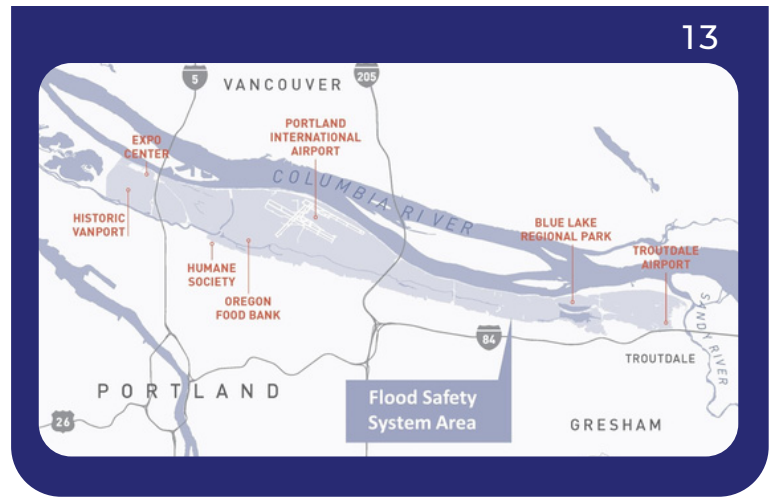 13
5
VANCOUVER
205
PORTLAND
INTERNATIONAL
AIRPORT
EXPO
CENTER
COLUMBIA RIVER
HISTORIC
VANPORT
BLUE LAKE
REGIONAL PARK
TROUTDALE
AIRPORT
HUMANE
SOCIETY
OREGON
FOOD BANK
SANDY RIVER
84
TROUTDALE
PORTLAND
Flood Safety
System Area
26
GRESHAM